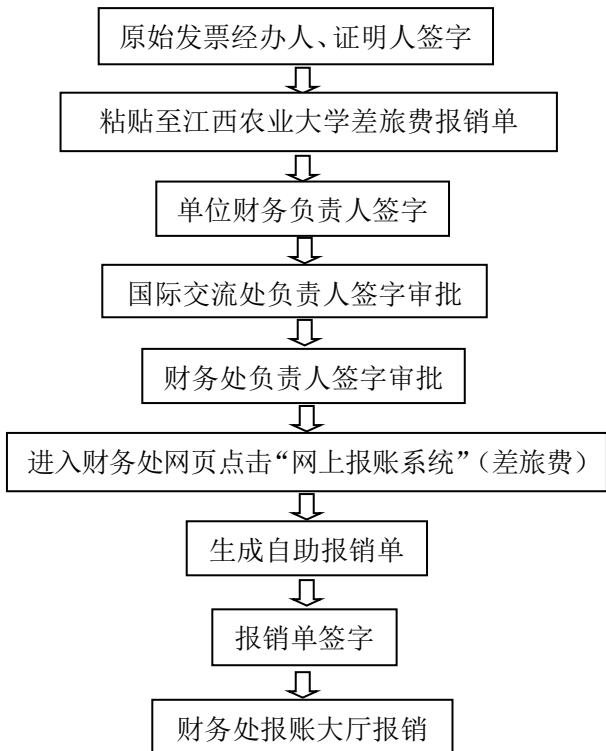 原始发票经办人、证明人签字
粘贴至江西农业大学差旅费报销单
单位财务负责人签字
国际交流处负责人签字审批
财务处负责人签字审批
进入财务处网页点击“网上报账系统”(差旅费)
生成自助报销单
报销单签字
财务处报账大厅报销